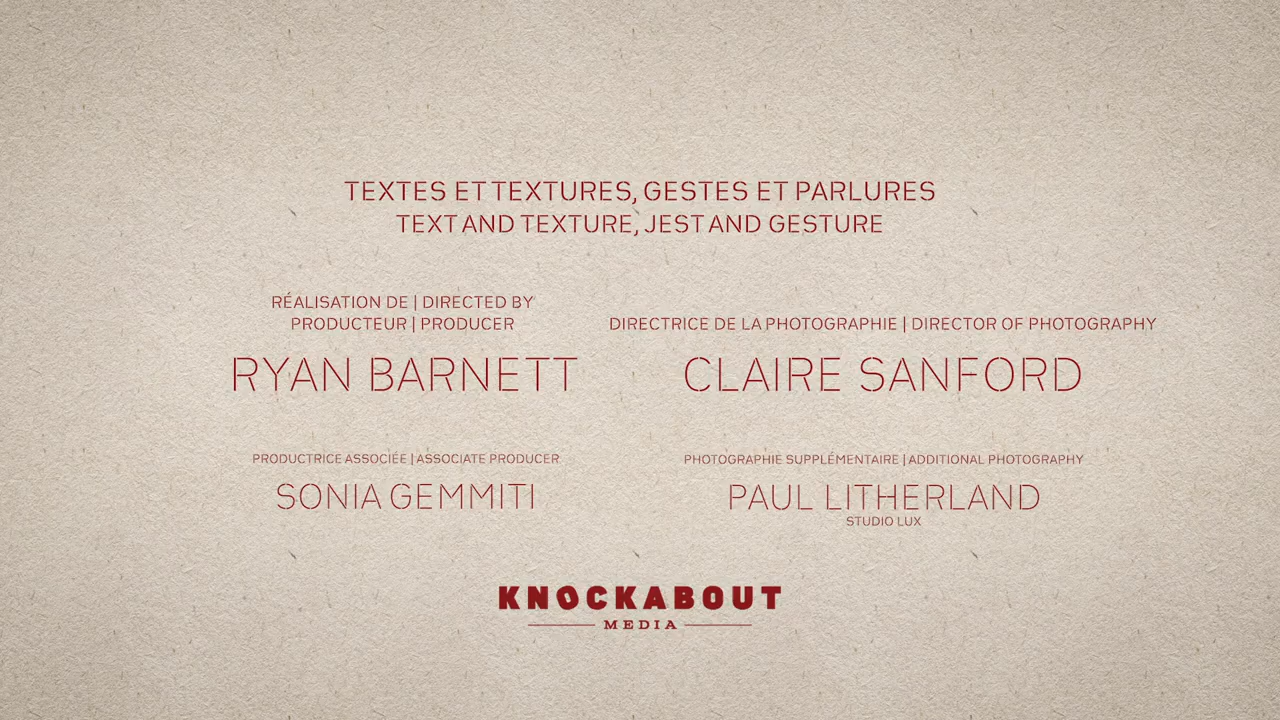 TEXTES ET TEXTURES, GESTES ET PARLURES
TEXT AND TEXTURE, JEST AND GESTURE
RÉALISATION DE | DIRECTED BY
PRODUCTEUR | PRODUCER
RYAN BARNETT
DIRECTRICE DE LA PHOTOGRAPHIE | DIRECTOR OF PHOTOGRAPHY
CLAIRE SANFORD
PRODUCTRICE ASSOCIÉE | ASSOCIATE PRODUCER
SONIA GEMMITI
PHOTOGRAPHIE SUPPLÉMENTAIRE | ADDITIONAL PHOTOGRAPHY
PAUL LITHERLAND
STUDIO LUX
KNOCKABOUT
MEDIA